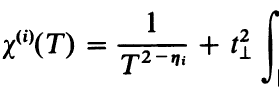 χ⁽ⁱ⁾(T) = 1 / T^{2−η_i} + t_⊥^2 ∫